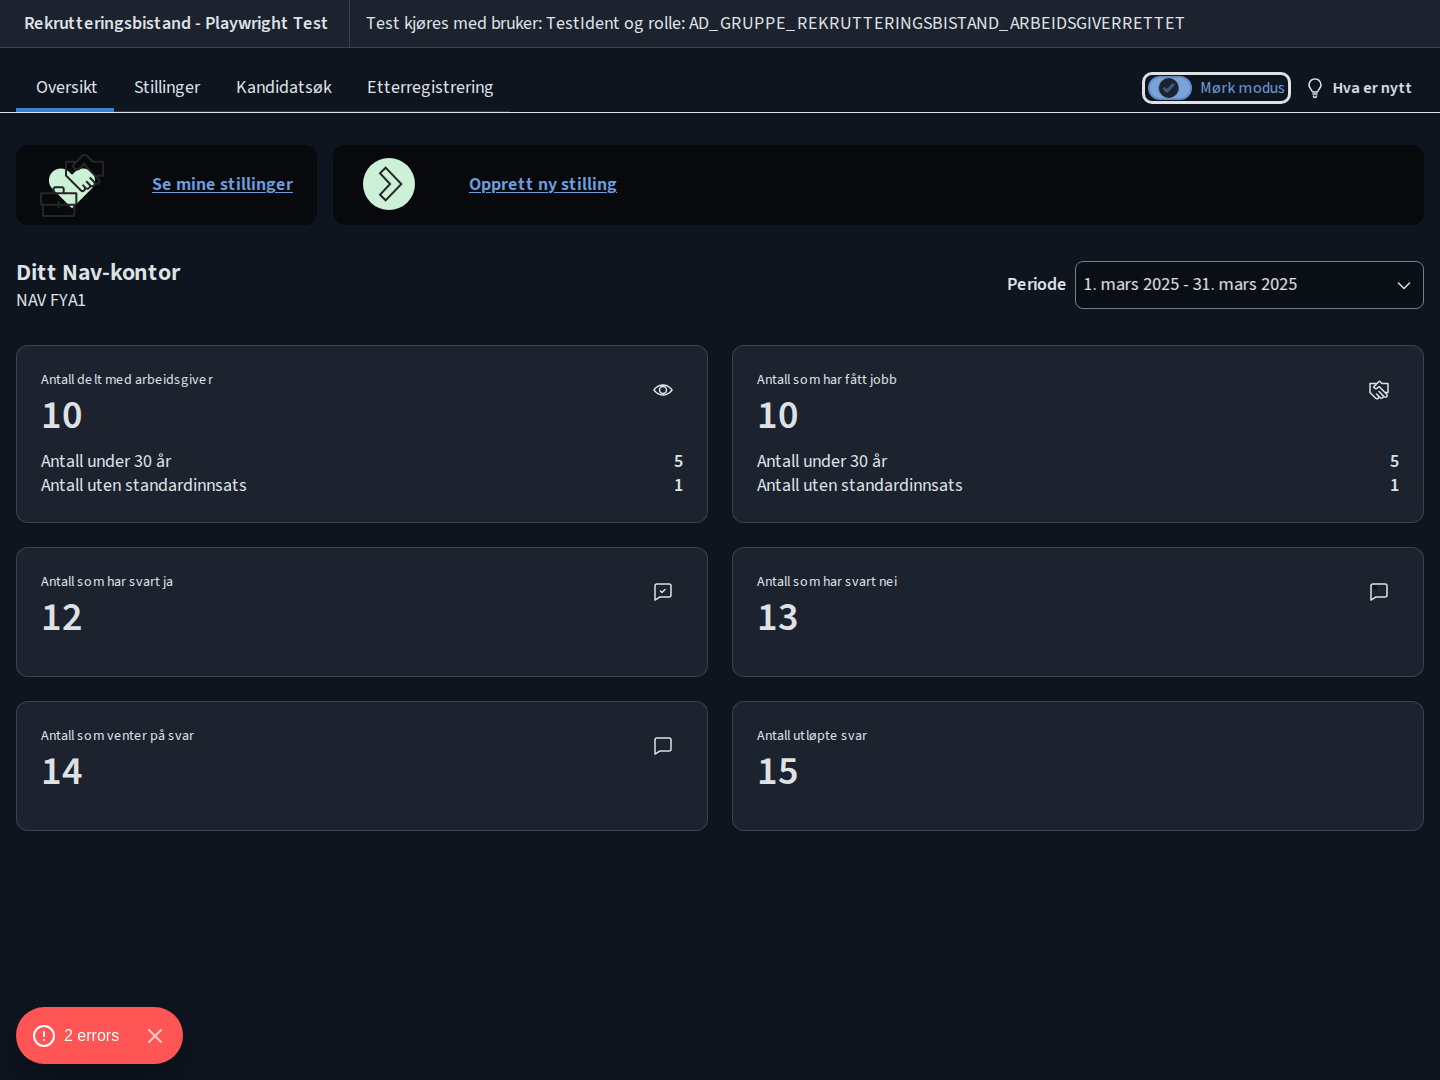 Rekrutteringsbistand - Playwright Test
Test kjøres med bruker: TestIdent og rolle: AD_GRUPPE_REKRUTTERINGSBISTAND_ARBEIDSGIVERRETTET
Oversikt
Stillinger
Kandidatsøk
Etterregistrering
Mørk modus
Hva er nytt
Se mine stillinger
Opprett ny stilling
Ditt Nav-kontor
NAV FYA1
Periode
1. mars 2025 - 31. mars 2025
Antall delt med arbeidsgiver
10
Antall under 30 år 5
Antall uten standardinnsats 1
Antall som har fått jobb
10
Antall under 30 år 5
Antall uten standardinnsats 1
Antall som har svart ja
12
Antall som har svart nei
13
Antall som venter på svar
14
Antall utløpte svar
15
2 errors